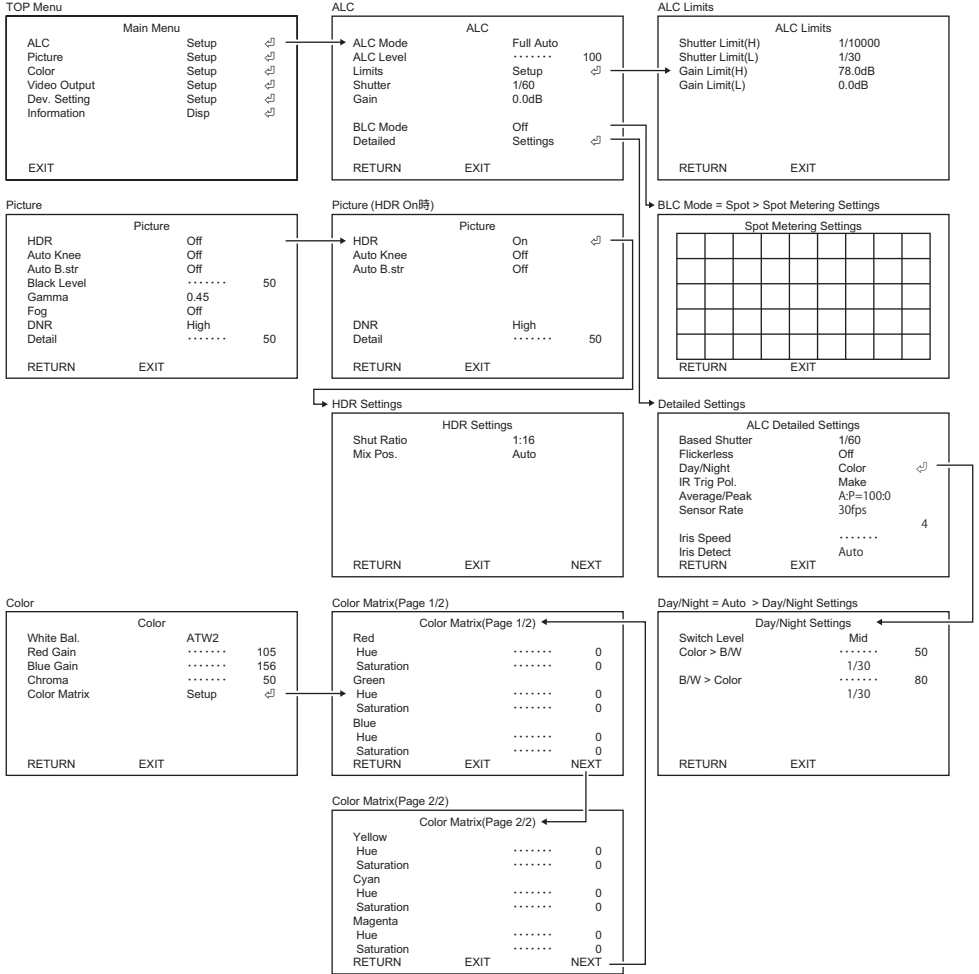 TOP Menu
Main Menu
ALC Setup ⏎
Picture Setup ⏎
Color Setup ⏎
Video Output Setup ⏎
Dev. Setting Setup ⏎
Information Disp ⏎
EXIT
ALC
ALC
ALC Mode Full Auto
ALC Level ······· 100
Limits Setup ⏎
Shutter 1/60
Gain 0.0dB
BLC Mode Off
Detailed Settings ⏎
RETURN EXIT
ALC Limits
ALC Limits
Shutter Limit(H) 1/10000
Shutter Limit(L) 1/30
Gain Limit(H) 78.0dB
Gain Limit(L) 0.0dB
RETURN EXIT
Picture
Picture
HDR Off
Auto Knee Off
Auto B.str Off
Black Level ······· 50
Gamma 0.45
Fog Off
DNR High
Detail ······· 50
RETURN EXIT
Picture (HDR On時)
Picture
HDR On ⏎
Auto Knee Off
Auto B.str Off
DNR High
Detail ······· 50
RETURN EXIT
BLC Mode = Spot > Spot Metering Settings
Spot Metering Settings
RETURN EXIT
HDR Settings
HDR Settings
Shut Ratio 1:16
Mix Pos. Auto
RETURN EXIT NEXT
Detailed Settings
ALC Detailed Settings
Based Shutter 1/60
Flickerless Off
Day/Night Color ⏎
IR Trig Pol. Make
Average/Peak A:P=100:0
Sensor Rate 30fps
4
Iris Speed ·······
Iris Detect Auto
RETURN EXIT
Color
Color
White Bal. ATW2
Red Gain ······· 105
Blue Gain ······· 156
Chroma ······· 50
Color Matrix Setup ⏎
RETURN EXIT
Color Matrix(Page 1/2)
Color Matrix(Page 1/2)
Red
Hue ······· 0
Saturation ······· 0
Green
Hue ······· 0
Saturation ······· 0
Blue
Hue ······· 0
Saturation ······· 0
RETURN EXIT NEXT
Day/Night = Auto > Day/Night Settings
Day/Night Settings
Switch Level Mid
Color > B/W ······· 50
1/30
B/W > Color ······· 80
1/30
RETURN EXIT
Color Matrix(Page 2/2)
Color Matrix(Page 2/2)
Yellow
Hue ······· 0
Saturation ······· 0
Cyan
Hue ······· 0
Saturation ······· 0
Magenta
Hue ······· 0
Saturation ······· 0
RETURN EXIT NEXT